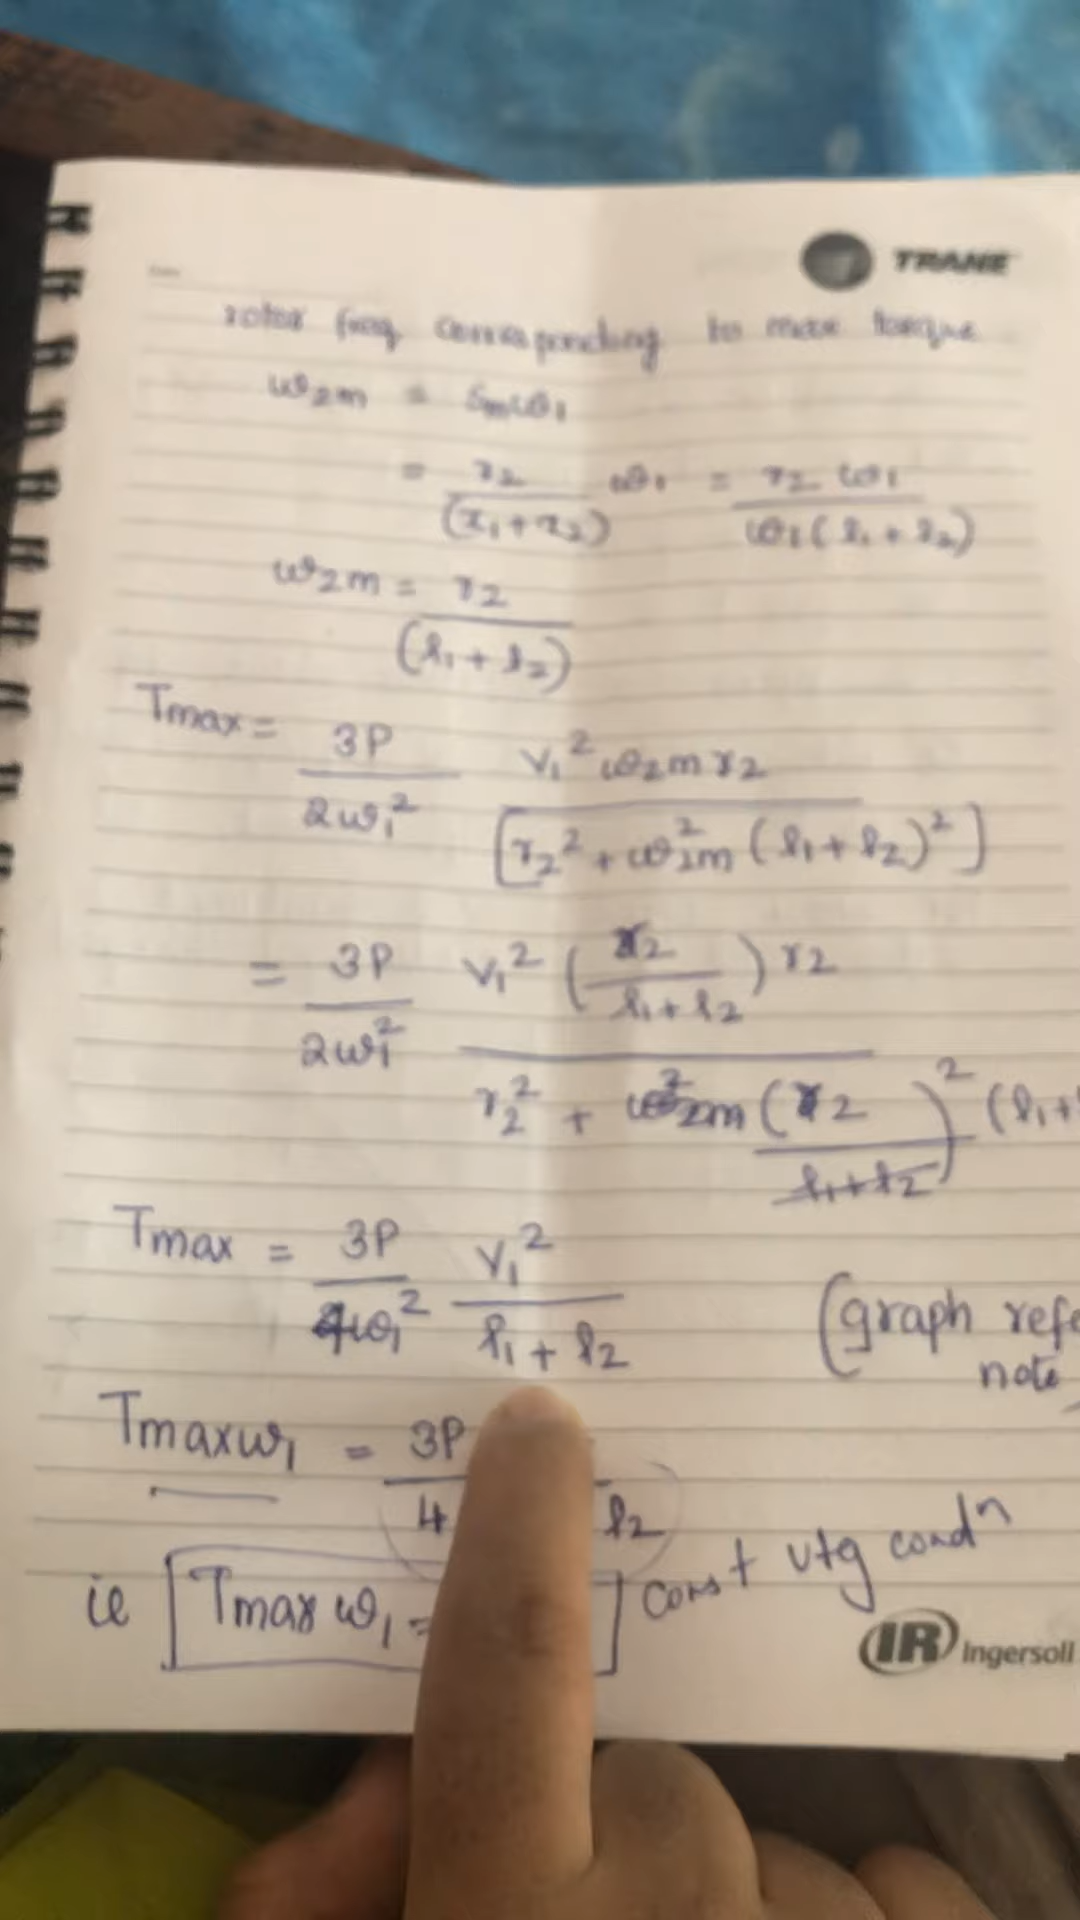 TRANE
rotor freq corresponding to max torque
ω2m = Smω1
= r2/(x1+x2) ω1 = r2 ω1/ω1(l1+l2)
ω2m = r2/(l1+l2)
Tmax = 3P/2ω1² V1² ω2m r2/[r2² + ω2m² (l1+l2)²]
= 3P/2ω1² V1² (r2/l1+l2) r2/r2² + ω2m² (r2/l1+l2)² (l1+
Tmax = 3P/4ω1² V1²/l1+l2
(graph refe
note
Tmaxω1 = 3P/4 l2
ie Tmax ω1 = const vtg condn
IR Ingersoll